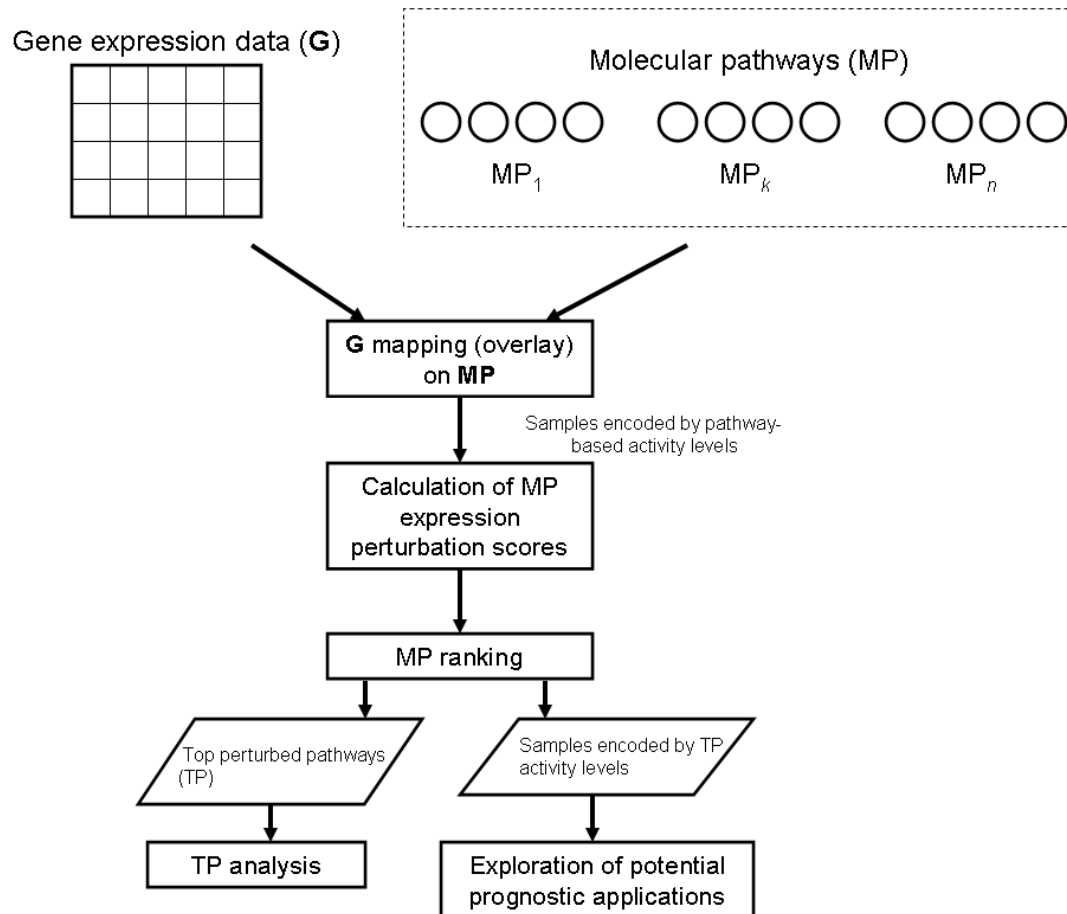 Gene expression data (G)
Molecular pathways (MP)
MP1
MPk
MPn
G mapping (overlay)
on MP
Samples encoded by pathway-
based activity levels
Calculation of MP
expression
perturbation scores
MP ranking
Top perturbed pathways
(TP)
Samples encoded by TP
activity levels
TP analysis
Exploration of potential
prognostic applications